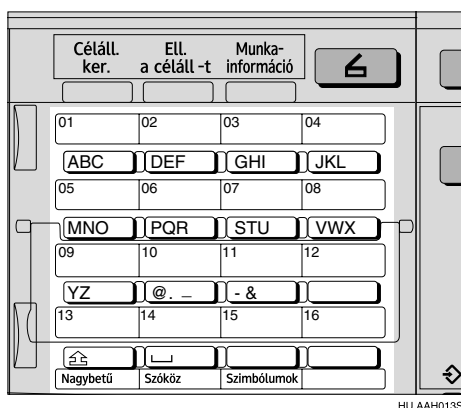 Céláll. ker.
Ell. a céláll -t
Munka- információ
01 02 03 04
ABC DEF GHI JKL
05 06 07 08
MNO PQR STU VWX
09 10 11 12
YZ @. _ - &
13 14 15 16
Nagybetű Szóköz Szimbólumok
HU AAH013S